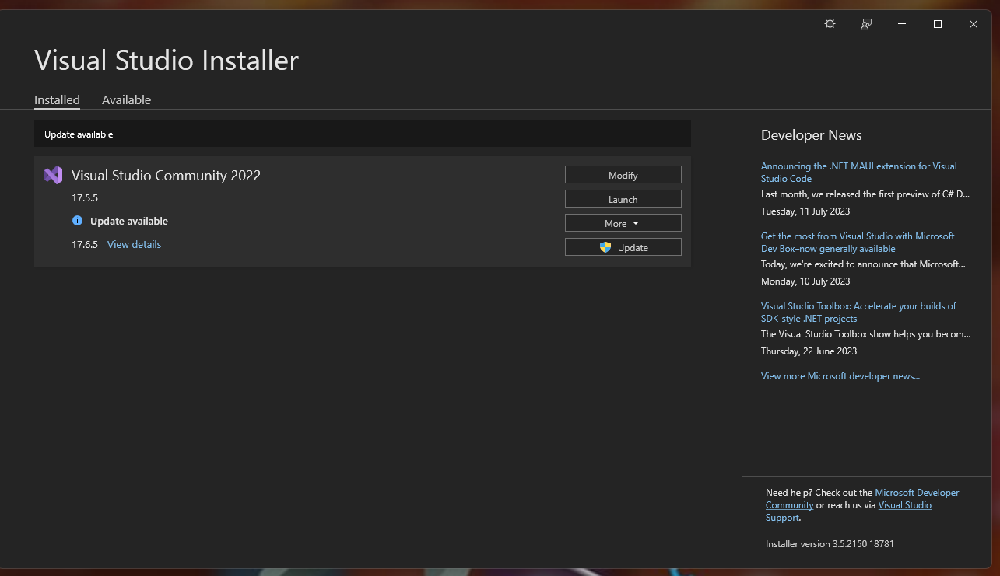 Visual Studio Installer
Installed
Available
Update available.
Visual Studio Community 2022
17.5.5
Update available
17.6.5 View details
Modify
Launch
More
Update
Developer News
Announcing the .NET MAUI extension for Visual
Studio Code
Last month, we released the first preview of C# D...
Tuesday, 11 July 2023
Get the most from Visual Studio with Microsoft
Dev Box–now generally available
Today, we're excited to announce that Microsoft...
Monday, 10 July 2023
Visual Studio Toolbox: Accelerate your builds of
SDK-style .NET projects
The Visual Studio Toolbox show helps you becom...
Thursday, 22 June 2023
View more Microsoft developer news...
Need help? Check out the Microsoft Developer
Community or reach us via Visual Studio
Support.
Installer version 3.5.2150.18781